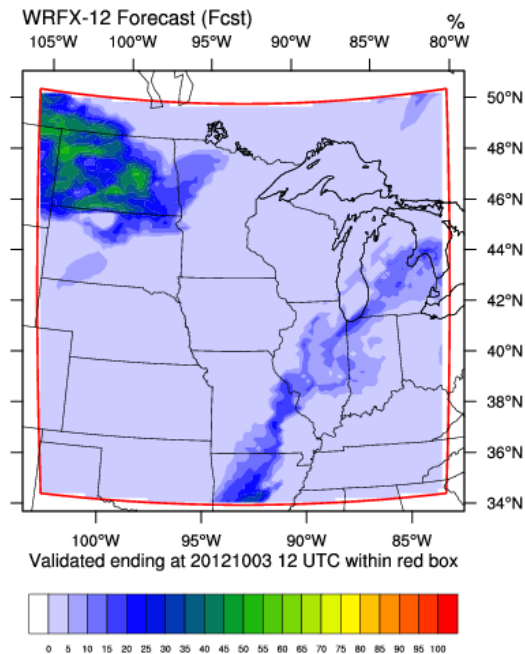 WRFX-12 Forecast (Fcst)
%
105°W 100°W 95°W 90°W 85°W 80°W
50°N 
48°N
46°N
44°N
42°N
40°N
38°N
36°N
34°N
100°W 95°W 90°W 85°W
Validated ending at 20121003 12 UTC within red box
0 5 10 15 20 25 30 35 40 45 50 55 60 65 70 75 80 85 90 95 100